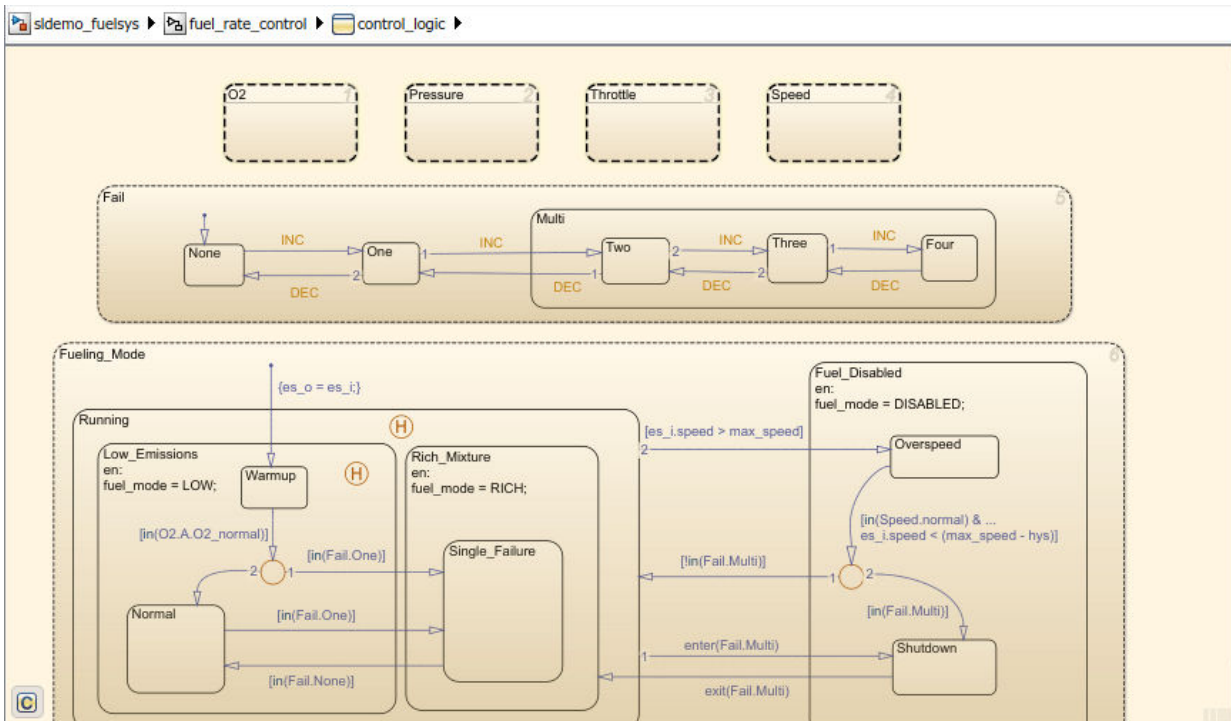 sldemo_fuelsys fuel_rate_control control_logic
O2 1 Pressure 2 Throttle 3 Speed 4
Fail 5
Multi
None INC One 1 INC Two 2 INC Three 1 INC Four
DEC 2 DEC 1 DEC 2 DEC
Fueling_Mode 6
{es_o = es_i;}
Running
H
Low_Emissions
en:
fuel_mode = LOW;
Warmup
H
Rich_Mixture
en:
fuel_mode = RICH;
[in(O2.A.O2_normal)]
2 1 [in(Fail.One)]
Single_Failure
Normal
[in(Fail.One)]
[in(Fail.None)]
[es_i.speed > max_speed]
2
Fuel_Disabled
en:
fuel_mode = DISABLED;
Overspeed
[in(Speed.normal) & ...
es_i.speed < (max_speed - hys)]
[!in(Fail.Multi)]
1 2
[in(Fail.Multi)]
1 enter(Fail.Multi)
Shutdown
exit(Fail.Multi)
C